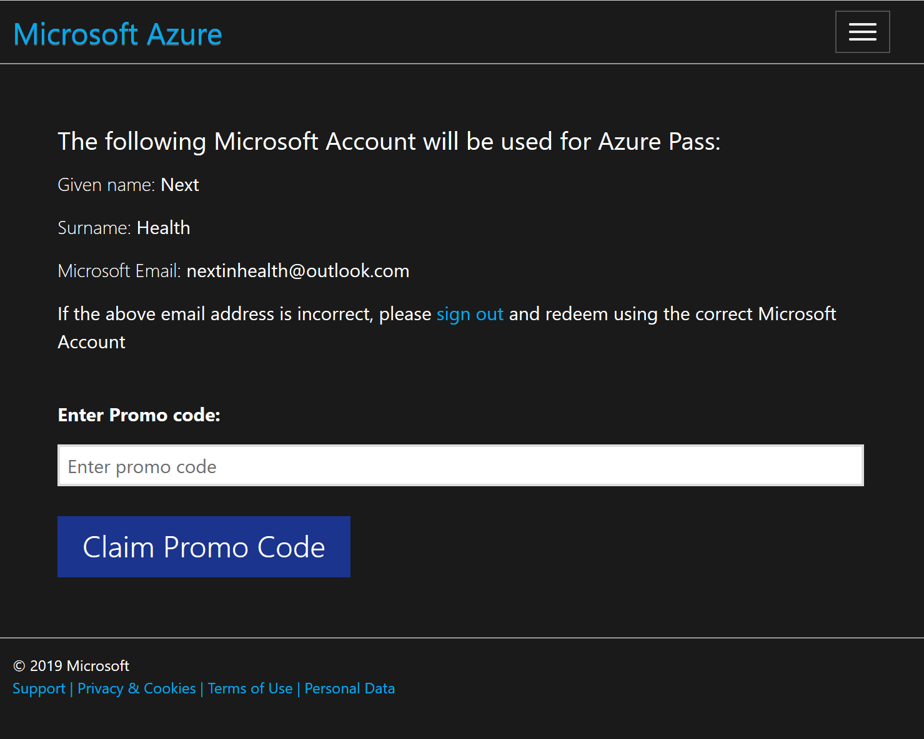 Microsoft Azure
The following Microsoft Account will be used for Azure Pass:
Given name: Next
Surname: Health
Microsoft Email: nextinhealth@outlook.com
If the above email address is incorrect, please sign out and redeem using the correct Microsoft
Account
Enter Promo code:
Enter promo code
Claim Promo Code
© 2019 Microsoft
Support | Privacy & Cookies | Terms of Use | Personal Data